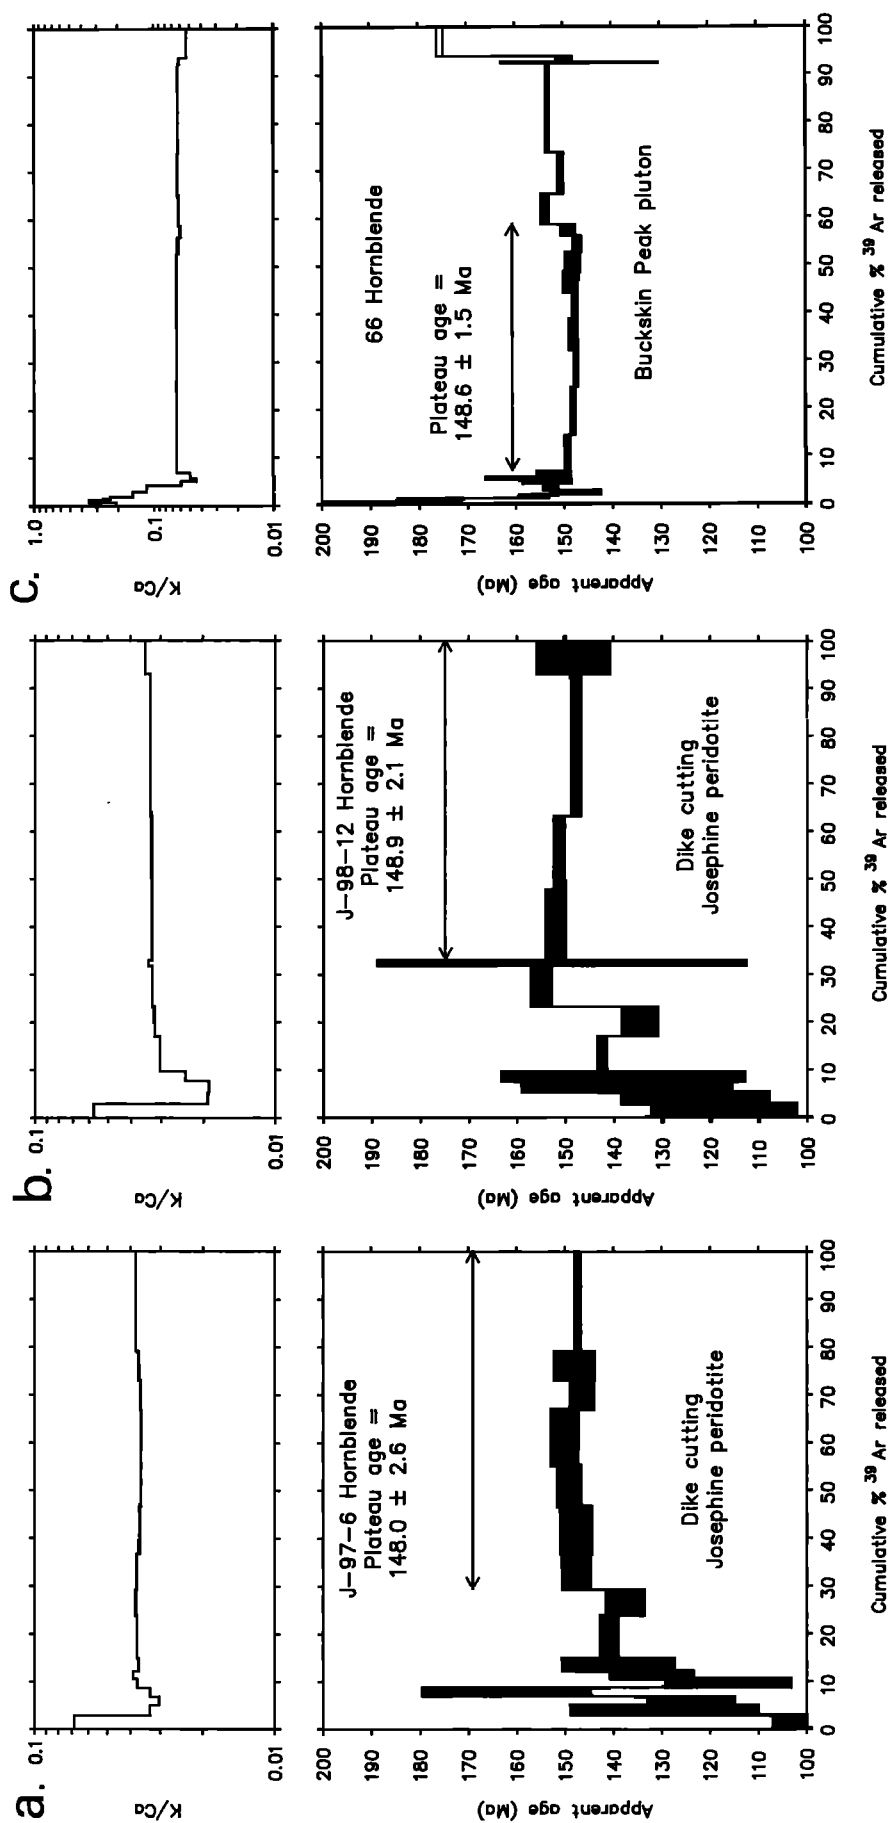 a.
0.1
K/Ca
0.01
200
190
180
170
160
150
140
130
120
110
100
Apparent age (Ma)
J–97–6 Hornblende
Plateau age =
148.0 ± 2.6 Ma
Dike cutting
Josephine peridotite
0 10 20 30 40 50 60 70 80 90 100
Cumulative % 39 Ar released
b.
0.1
K/Ca
0.01
200
190
180
170
160
150
140
130
120
110
100
Apparent age (Ma)
J–98–12 Hornblende
Plateau age =
148.9 ± 2.1 Ma
Dike cutting
Josephine peridotite
0 10 20 30 40 50 60 70 80 90 100
Cumulative % 39 Ar released
c.
1.0
0.1
K/Ca
0.01
200
190
180
170
160
150
140
130
120
110
100
Apparent age (Ma)
66 Hornblende
Plateau age =
148.6 ± 1.5 Ma
Buckskin Peak pluton
0 10 20 30 40 50 60 70 80 90 100
Cumulative % 39 Ar released